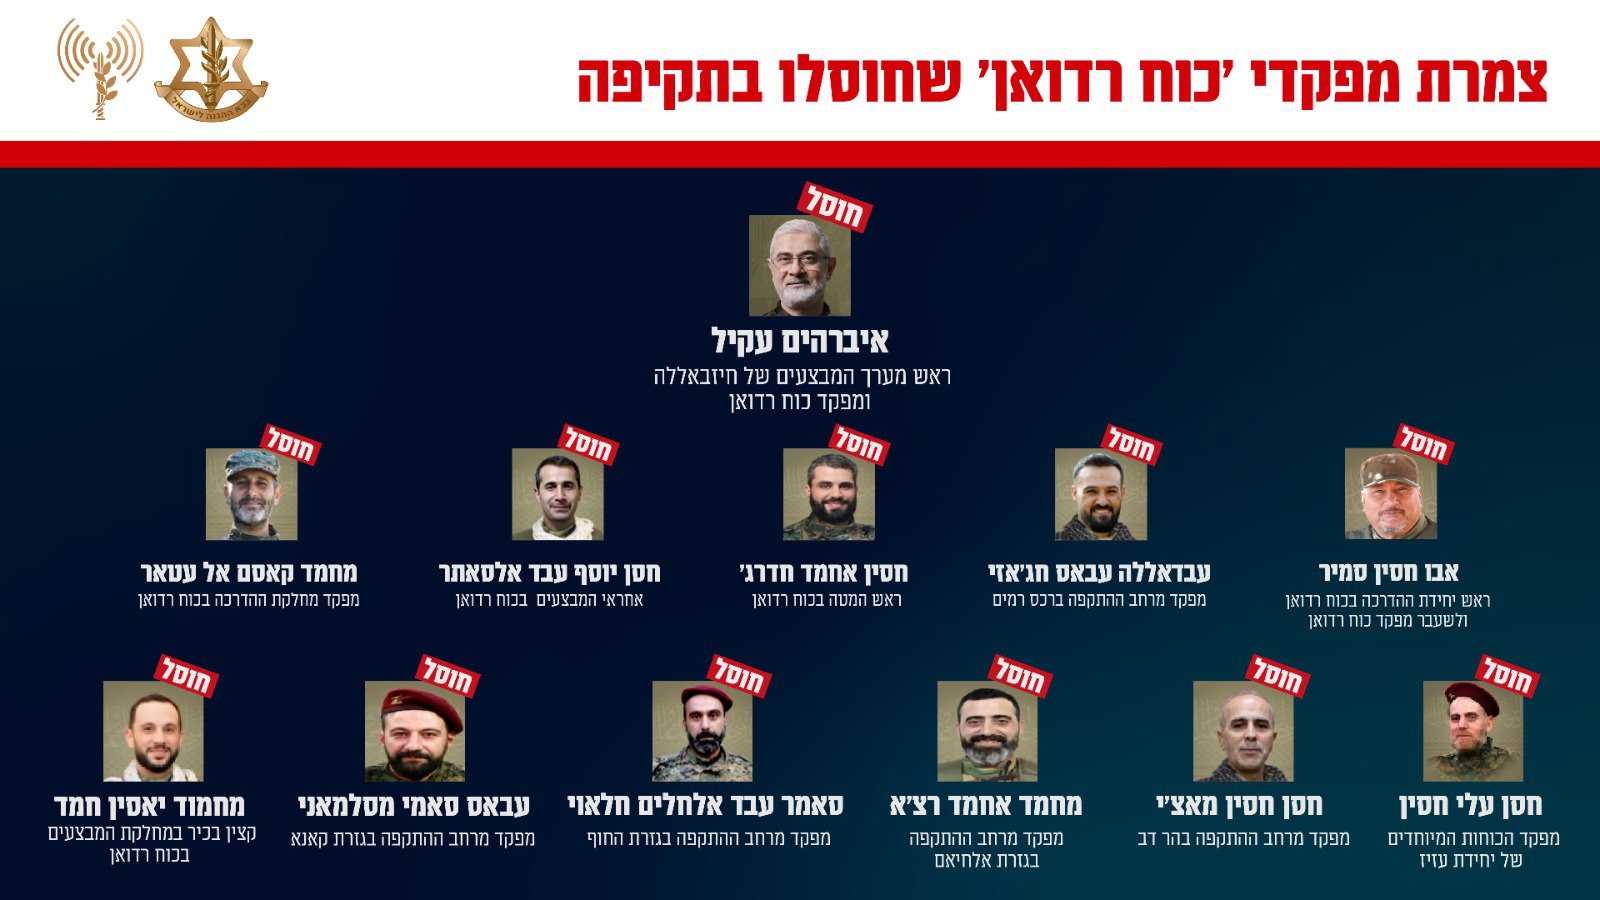 צמרת מפקדי 'כוח רדואן' שחוסלו בתקיפה
צבא ההגנה לישראל
חוסל
איברהים עקיל
ראש מערך המבצעים של חיזבאללה
ומפקד כוח רדואן
חוסל
אבו חסין סמיר
ראש יחידת ההדרכה בכוח רדואן
ולשעבר מפקד כוח רדואן
חוסל
עבדאללה עבאס חג'אזי
מפקד מרחב ההתקפה ברכס רמים
חוסל
חסין אחמד חדרג'
ראש המטה בכוח רדואן
חוסל
חסן יוסף עבד אלסאתר
אחראי המבצעים בכוח רדואן
חוסל
מחמד קאסם אל עטאר
מפקד מחלקת ההדרכה בכוח רדואן
חוסל
חסן עלי חסין
מפקד הכוחות המיוחדים
של יחידת עזיז
חוסל
חסן חסין מאצ'י
מפקד מרחב ההתקפה בהר דב
חוסל
מחמד אחמד רצ'א
מפקד מרחב ההתקפה
בגזרת אלחיאם
חוסל
סאמר עבד אלחלים חלאוי
מפקד מרחב ההתקפה בגזרת החוף
חוסל
עבאס סאמי מסלמאני
מפקד מרחב ההתקפה בגזרת קאנא
חוסל
מחמוד יאסין חמד
קצין בכיר במחלקת המבצעים
בכוח רדואן